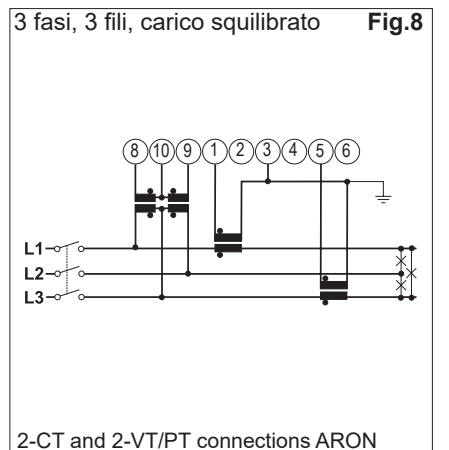 3 fasi, 3 fili, carico squilibrato Fig.8
8 10 9 1 2 3 4 5 6
L1
L2
L3
2-CT and 2-VT/PT connections ARON